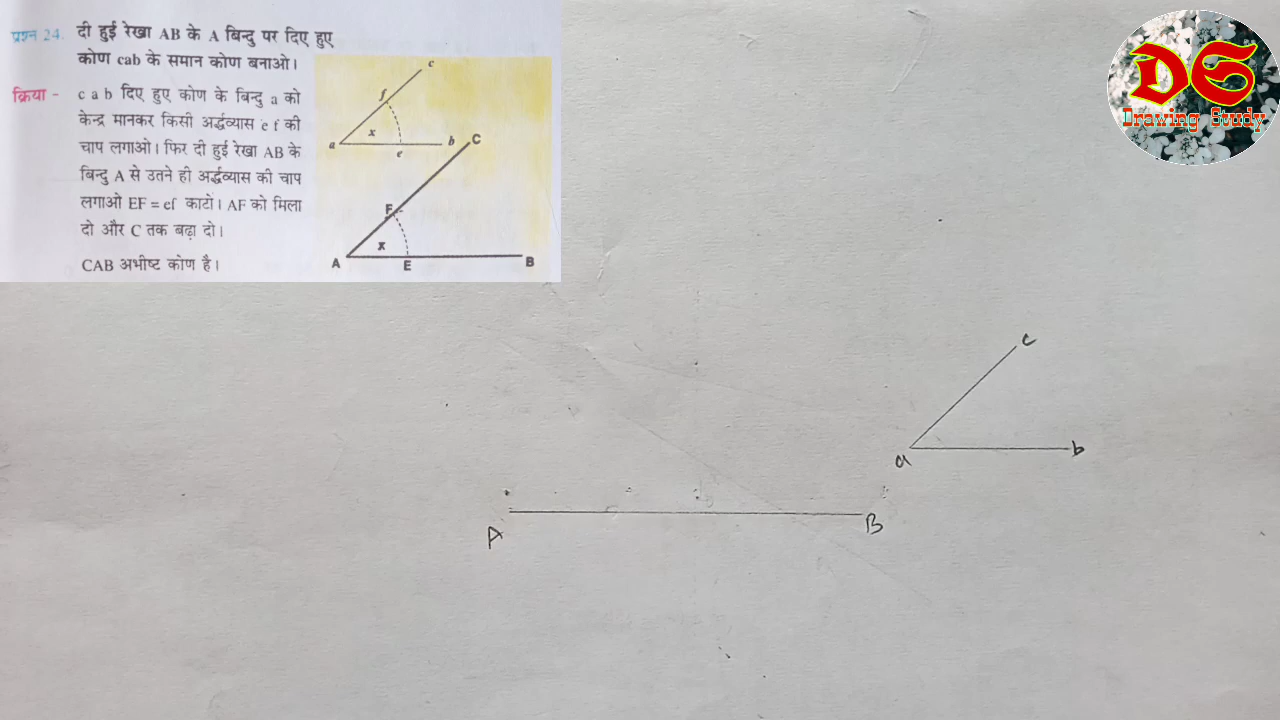 प्रश्न 24. दी हुई रेखा AB के A बिन्दु पर दिए हुए
कोण cab के समान कोण बनाओ।
क्रिया - c a b दिए हुए कोण के बिन्दु a को
केन्द्र मानकर किसी अर्द्धव्यास e f की
चाप लगाओ। फिर दी हुई रेखा AB के
बिन्दु A से उतने ही अर्द्धव्यास की चाप
लगाओ EF = ef काटो। AF को मिला
दो और C तक बढ़ा दो।
CAB अभीष्ट कोण है।
c
f
x
a
e
b
C
F
x
A
E
B
DS
Drawing Study
c
a
b
A
B